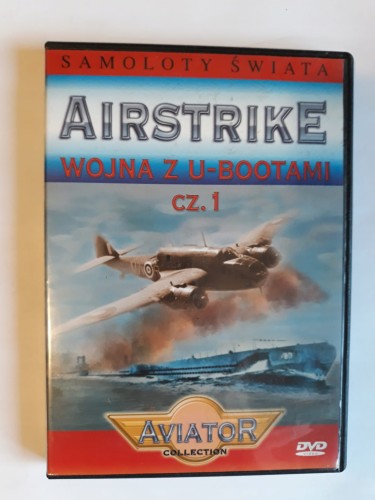 SAMOLOTY ŚWIATA
AIRSTRIKE
WOJNA Z U-BOOTAMI
CZ. 1
AVIATOR
COLLECTION
DVD